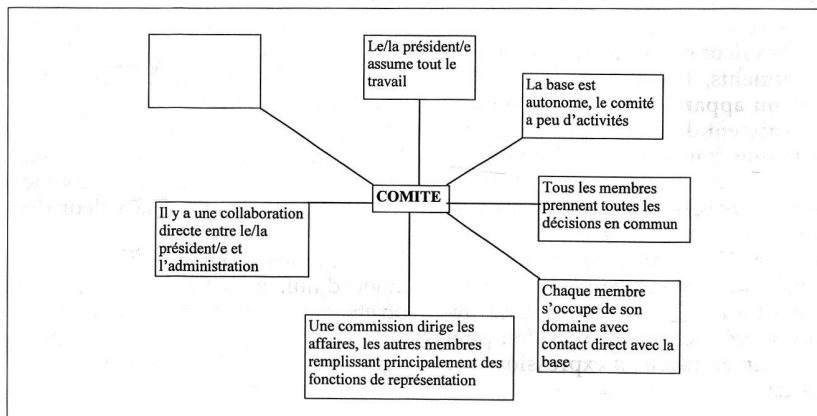 Le/la président/e
assume tout le
travail
La base est
autonome, le comité
a peu d'activités
COMITE
Tous les membres
prennent toutes les
décisions en commun
Il y a une collaboration
directe entre le/la
président/e et
l'administration
Chaque membre
s'occupe de son
domaine avec
contact direct avec la
base
Une commission dirige les
affaires, les autres membres
remplissant principalement des
fonctions de représentation